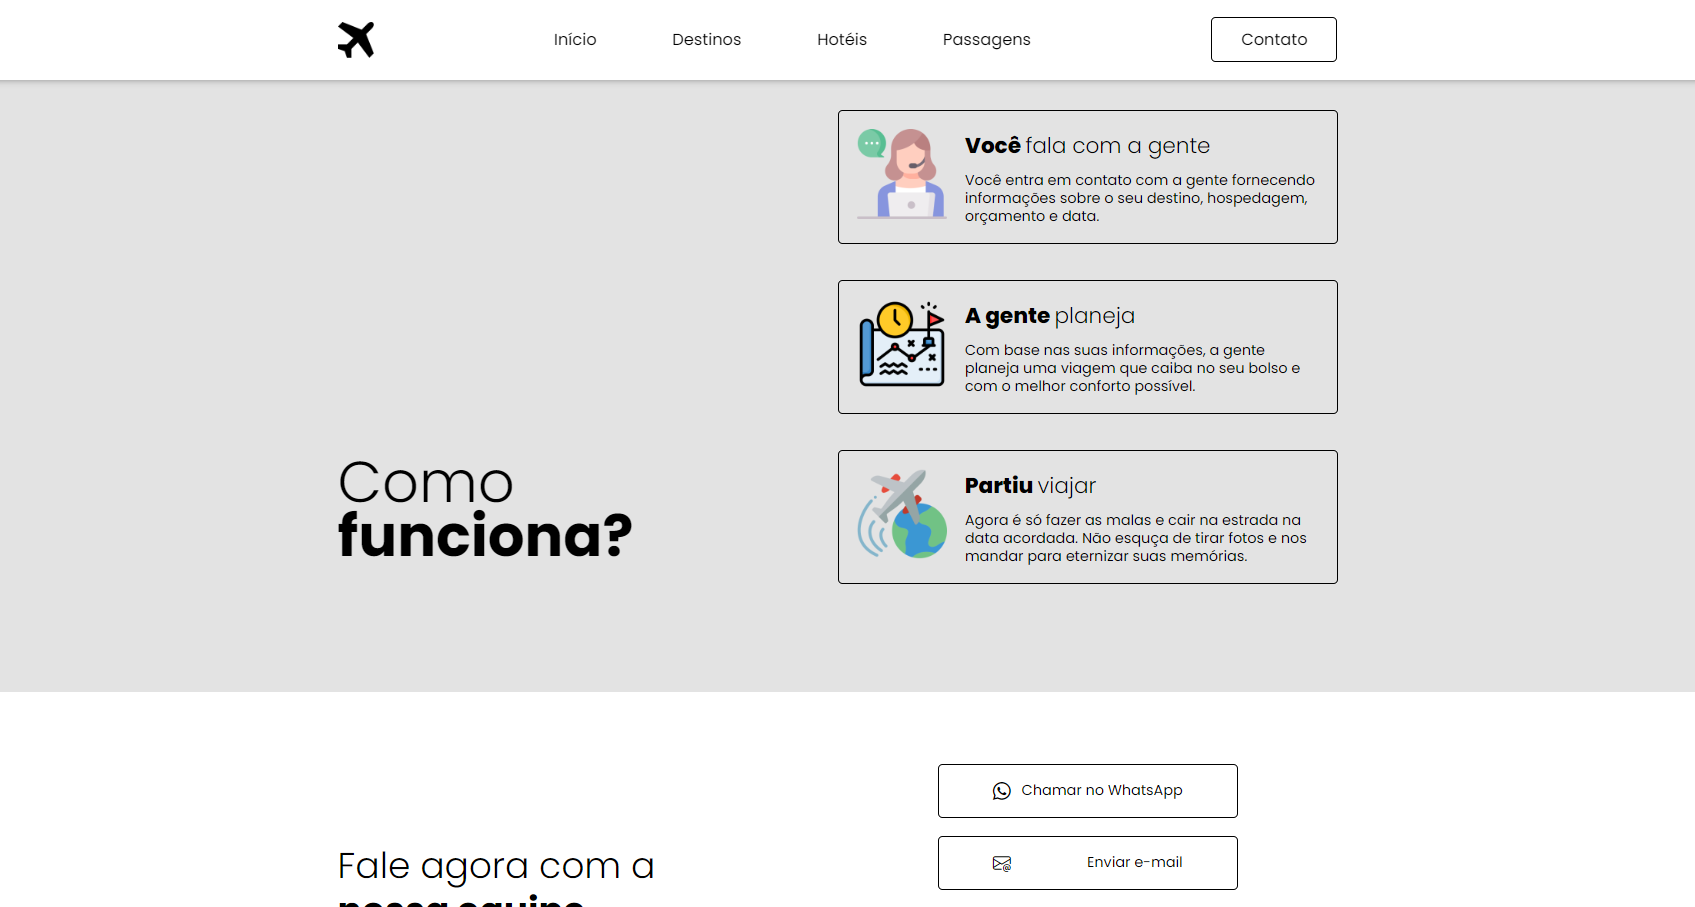 Início
Destinos
Hotéis
Passagens
Contato
Você fala com a gente
Você entra em contato com a gente fornecendo
informações sobre o seu destino, hospedagem,
orçamento e data.
A gente planeja
Com base nas suas informações, a gente
planeja uma viagem que caiba no seu bolso e
com o melhor conforto possível.
Como
funciona?
Partiu viajar
Agora é só fazer as malas e cair na estrada na
data acordada. Não esquça de tirar fotos e nos
mandar para eternizar suas memórias.
Chamar no WhatsApp
Enviar e-mail
Fale agora com a
nossa equipe